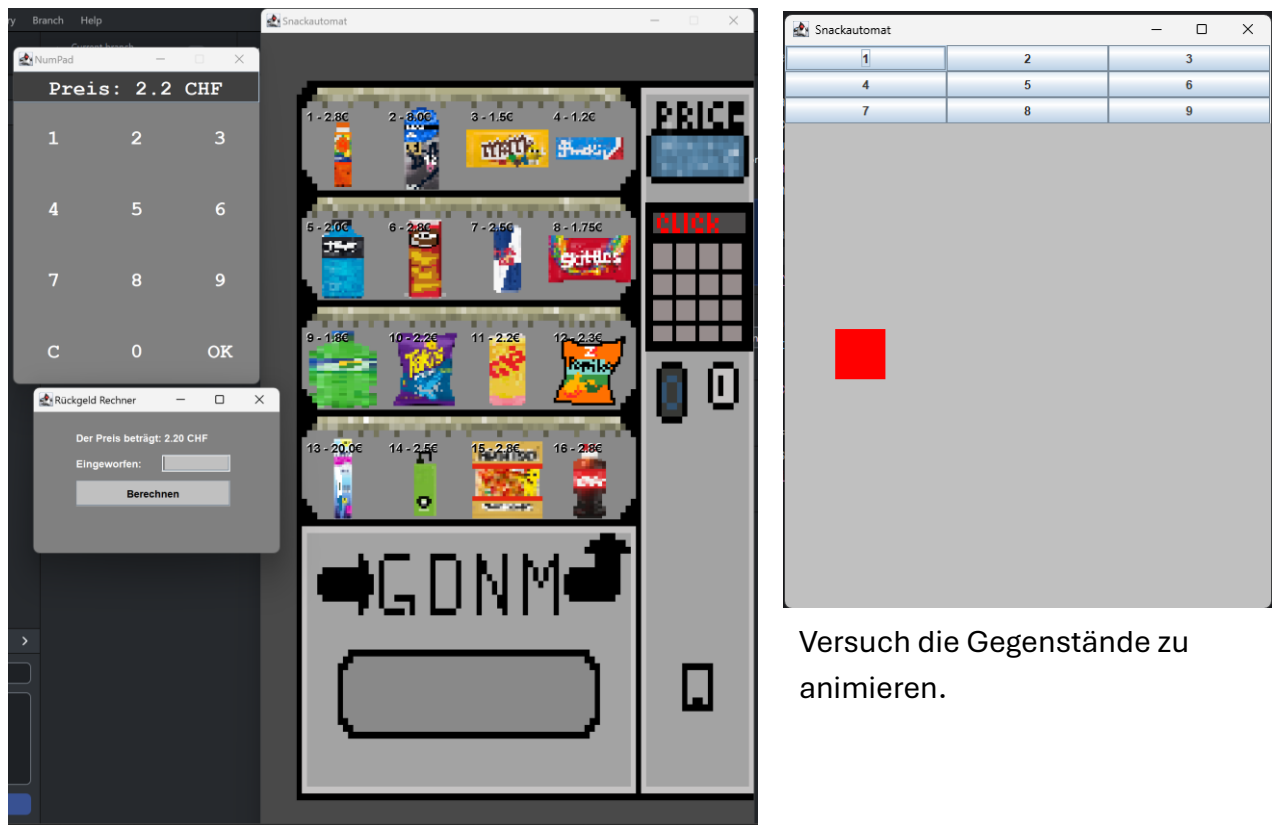 ry Branch Help
Snackautomat
NumPad
Preis: 2.2 CHF
1 2 3
4 5 6
7 8 9
C 0 OK
Rückgeld Rechner
Der Preis beträgt: 2.20 CHF
Eingeworfen:
Berechnen
1 - 2.8€ 2 - 8.0€ 3 - 1.5€ 4 - 1.2€
5 - 2.0€ 6 - 2.8€ 7 - 2.5€ 8 - 1.75€
skittles
9 - 1.8€ 10 - 2.2€ 11 - 2.2€ 12 - 2.3€
13 - 20.0€ 14 - 2.5€ 15 - 2.8€ 16 - 2.8€
PRICE
CLICK
GDNM
Snackautomat
1 2 3
4 5 6
7 8 9
Versuch die Gegenstände zu
animieren.